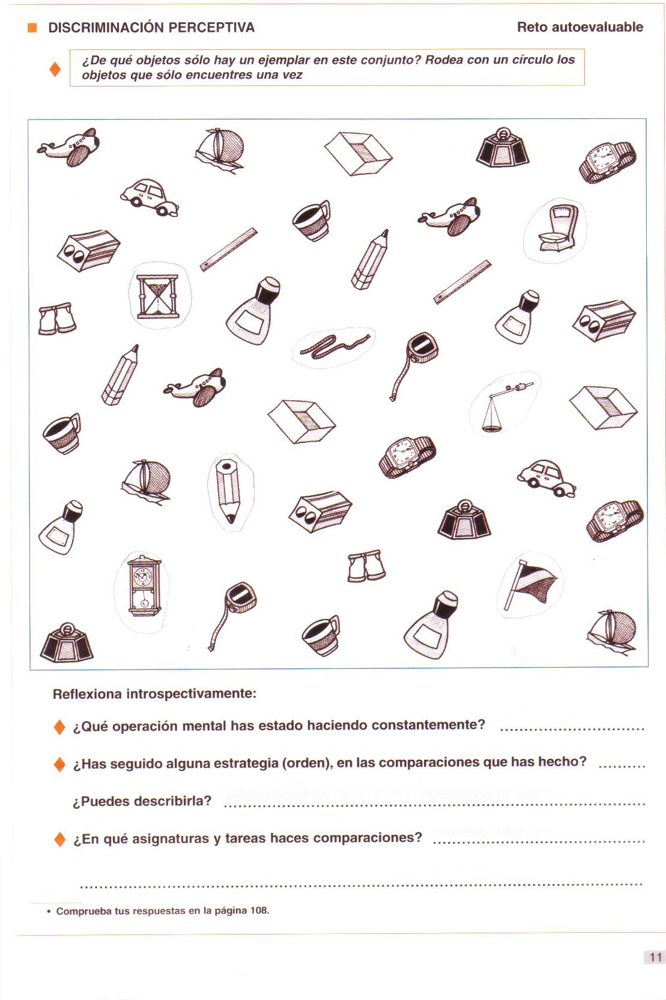 DISCRIMINACIÓN PERCEPTIVA
Reto autoevaluable
¿De qué objetos sólo hay un ejemplar en este conjunto? Rodea con un círculo los
objetos que sólo encuentres una vez
Reflexiona introspectivamente:
¿Qué operación mental has estado haciendo constantemente? ..............................
¿Has seguido alguna estrategia (orden), en las comparaciones que has hecho? ..........
¿Puedes describirla? ........................................................................................
¿En qué asignaturas y tareas haces comparaciones? .............................................
......................................................................................................................
• Comprueba tus respuestas en la página 108.
11